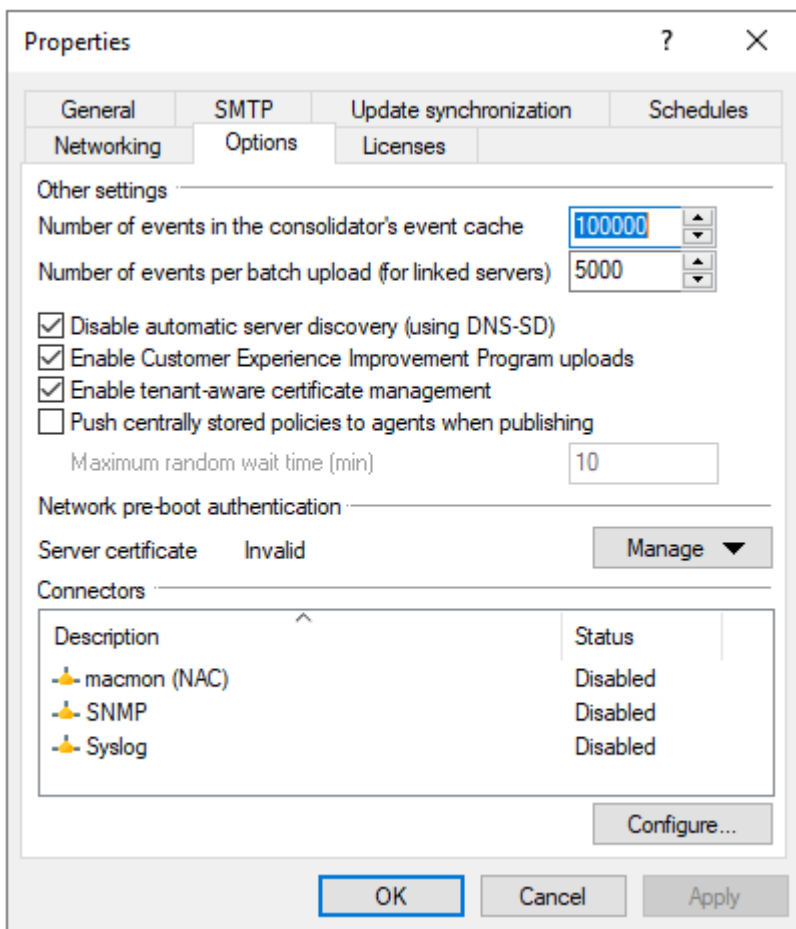 Properties ?
General SMTP Update synchronization Schedules
Networking Options Licenses
Other settings
Number of events in the consolidator's event cache 100000
Number of events per batch upload (for linked servers) 5000
Disable automatic server discovery (using DNS-SD)
Enable Customer Experience Improvement Program uploads
Enable tenant-aware certificate management
Push centrally stored policies to agents when publishing
Maximum random wait time (min) 10
Network pre-boot authentication
Server certificate Invalid Manage
Connectors
Description Status
macmon (NAC) Disabled
SNMP Disabled
Syslog Disabled
Configure...
OK Cancel Apply